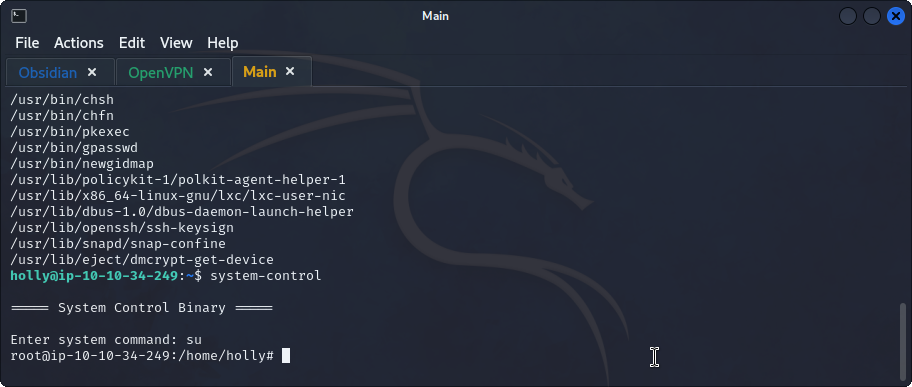 Main
File Actions Edit View Help
Obsidian × OpenVPN × Main ×
/usr/bin/chsh
/usr/bin/chfn
/usr/bin/pkexec
/usr/bin/gpasswd
/usr/bin/newgidmap
/usr/lib/policykit-1/polkit-agent-helper-1
/usr/lib/x86_64-linux-gnu/lxc/lxc-user-nic
/usr/lib/dbus-1.0/dbus-daemon-launch-helper
/usr/lib/openssh/ssh-keysign
/usr/lib/snapd/snap-confine
/usr/lib/eject/dmcrypt-get-device
holly@ip-10-10-34-249:~$ system-control
===== System Control Binary =====
Enter system command: su
root@ip-10-10-34-249:/home/holly#